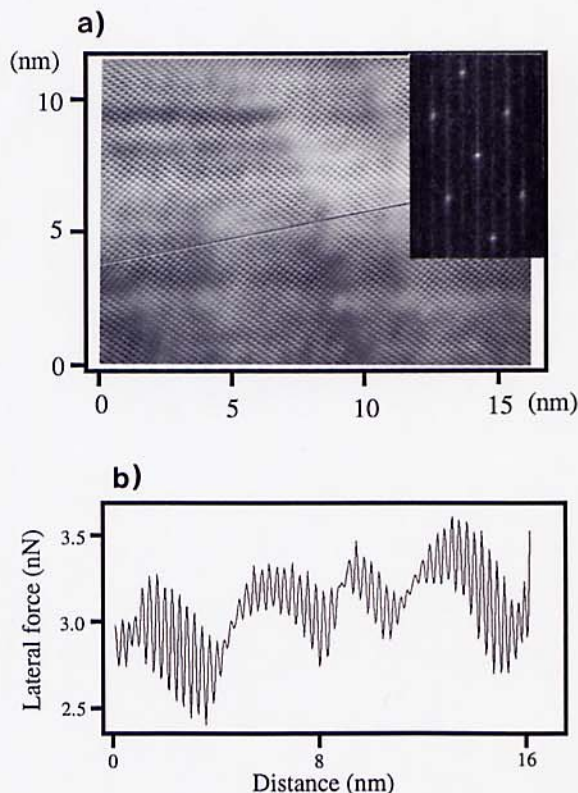 a)
(nm)
10
5
0
0 5 10 15 (nm)
b)
Lateral force (nN)
3.5
3.0
2.5
0 8 16
Distance (nm)